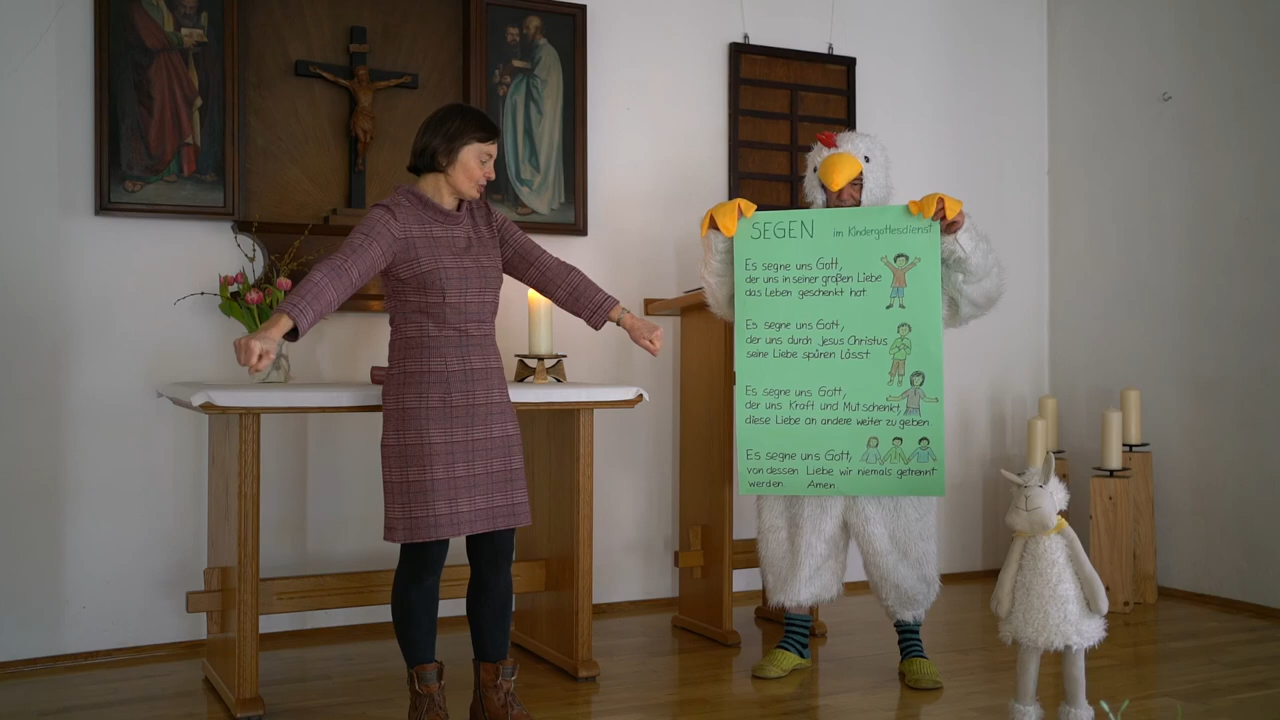 SEGEN im Kindergottesdienst
Es segne uns Gott,
der uns in seiner großen Liebe
das Leben geschenkt hat.
Es segne uns Gott,
der uns durch Jesus Christus
seine Liebe spüren lässt.
Es segne uns Gott,
der uns Kraft und Mut schenkt,
diese Liebe an andere weiter zu geben.
Es segne uns Gott,
von dessen Liebe wir niemals getrennt
werden. Amen.